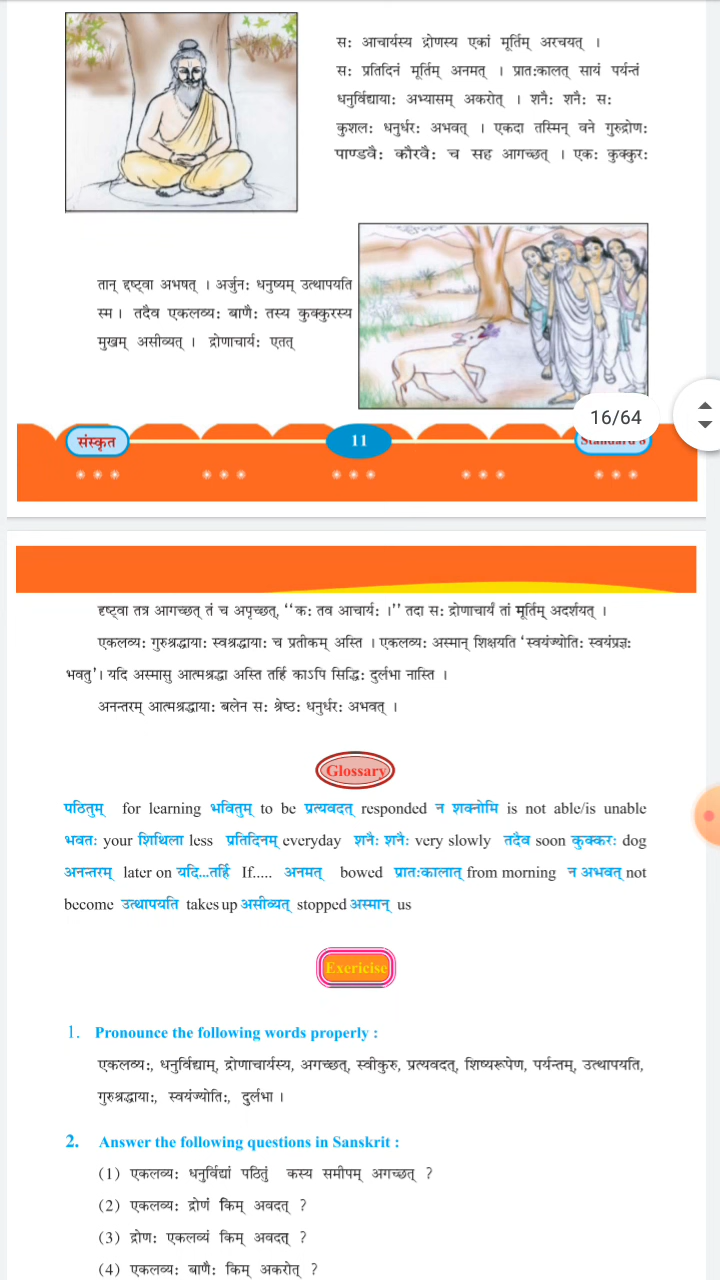 सः आचार्यस्य द्रोणस्य एकां मूर्तिम् अरचयत् ।
सः प्रतिदिनं मूर्तिम् अनमत् । प्रातःकालत् सायं पर्यन्तं
धनुर्विद्यायाः अभ्यासम् अकरोत् । शनैः शनैः सः
कुशलः धनुर्धरः अभवत् । एकदा तस्मिन् वने गुरुद्रोणः
पाण्डवैः कौरवैः च सह आगच्छत् । एकः कुक्कुरः
तान् दृष्ट्वा अभषत् । अर्जुनः धनुष्यम् उत्थापयति
स्म । तदैव एकलव्यः बाणैः तस्य कुक्कुरस्य
मुखम् असीव्यत् । द्रोणाचार्यः एतत्
16/64
संस्कृत 11 Standard 8
दृष्ट्वा तत्र आगच्छत् तं च अपृच्छत्, ‘‘कः तव आचार्यः ।’’ तदा सः द्रोणाचार्यं तां मूर्तिम् अदर्शयत् ।
एकलव्यः गुरुश्रद्धायाः स्वश्रद्धायाः च प्रतीकम् अस्ति । एकलव्यः अस्मान् शिक्षयति ‘स्वयंज्योतिः स्वयंप्रज्ञः
भवतु’। यदि अस्मासु आत्मश्रद्धा अस्ति तर्हि काऽपि सिद्धिः दुर्लभा नास्ति ।
अनन्तरम् आत्मश्रद्धायाः बलेन सः श्रेष्ठः धनुर्धरः अभवत् ।
Glossary
पठितुम् for learning भवितुम् to be प्रत्यवदत् responded न शक्नोमि is not able/is unable
भवतः your शिथिला less प्रतिदिनम् everyday शनैः शनैः very slowly तदैव soon कुक्करः dog
अनन्तरम् later on यदि...तर्हि If..... अनमत् bowed प्रातःकालात् from morning न अभवत् not
become उत्थापयति takes up असीव्यत् stopped अस्मान् us
Exericise
1. Pronounce the following words properly :
एकलव्यः, धनुर्विद्याम्, द्रोणाचार्यस्य, अगच्छत्, स्वीकुरु, प्रत्यवदत्, शिष्यरूपेण, पर्यन्तम्, उत्थापयति,
गुरुश्रद्धायाः, स्वयंज्योतिः, दुर्लभा ।
2. Answer the following questions in Sanskrit :
(1) एकलव्यः धनुर्विद्यां पठितुं कस्य समीपम् अगच्छत् ?
(2) एकलव्यः द्रोणं किम् अवदत् ?
(3) द्रोणः एकलव्यं किम् अवदत् ?
(4) एकलव्यः बाणैः किम् अकरोत् ?